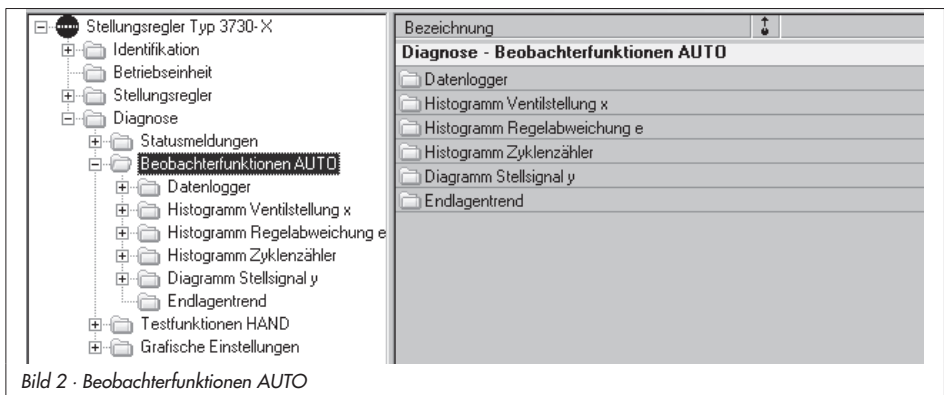 Stellungsregler Typ 3730-X
Identifikation
Betriebseinheit
Stellungsregler
Diagnose
Statusmeldungen
Beobachterfunktionen AUTO
Datenlogger
Histogramm Ventilstellung x
Histogramm Regelabweichung e
Histogramm Zyklenzähler
Diagramm Stellsignal y
Endlagentrend
Testfunktionen HAND
Grafische Einstellungen
Bezeichnung
Diagnose - Beobachterfunktionen AUTO
Datenlogger
Histogramm Ventilstellung x
Histogramm Regelabweichung e
Histogramm Zyklenzähler
Diagramm Stellsignal y
Endlagentrend
Bild 2 · Beobachterfunktionen AUTO